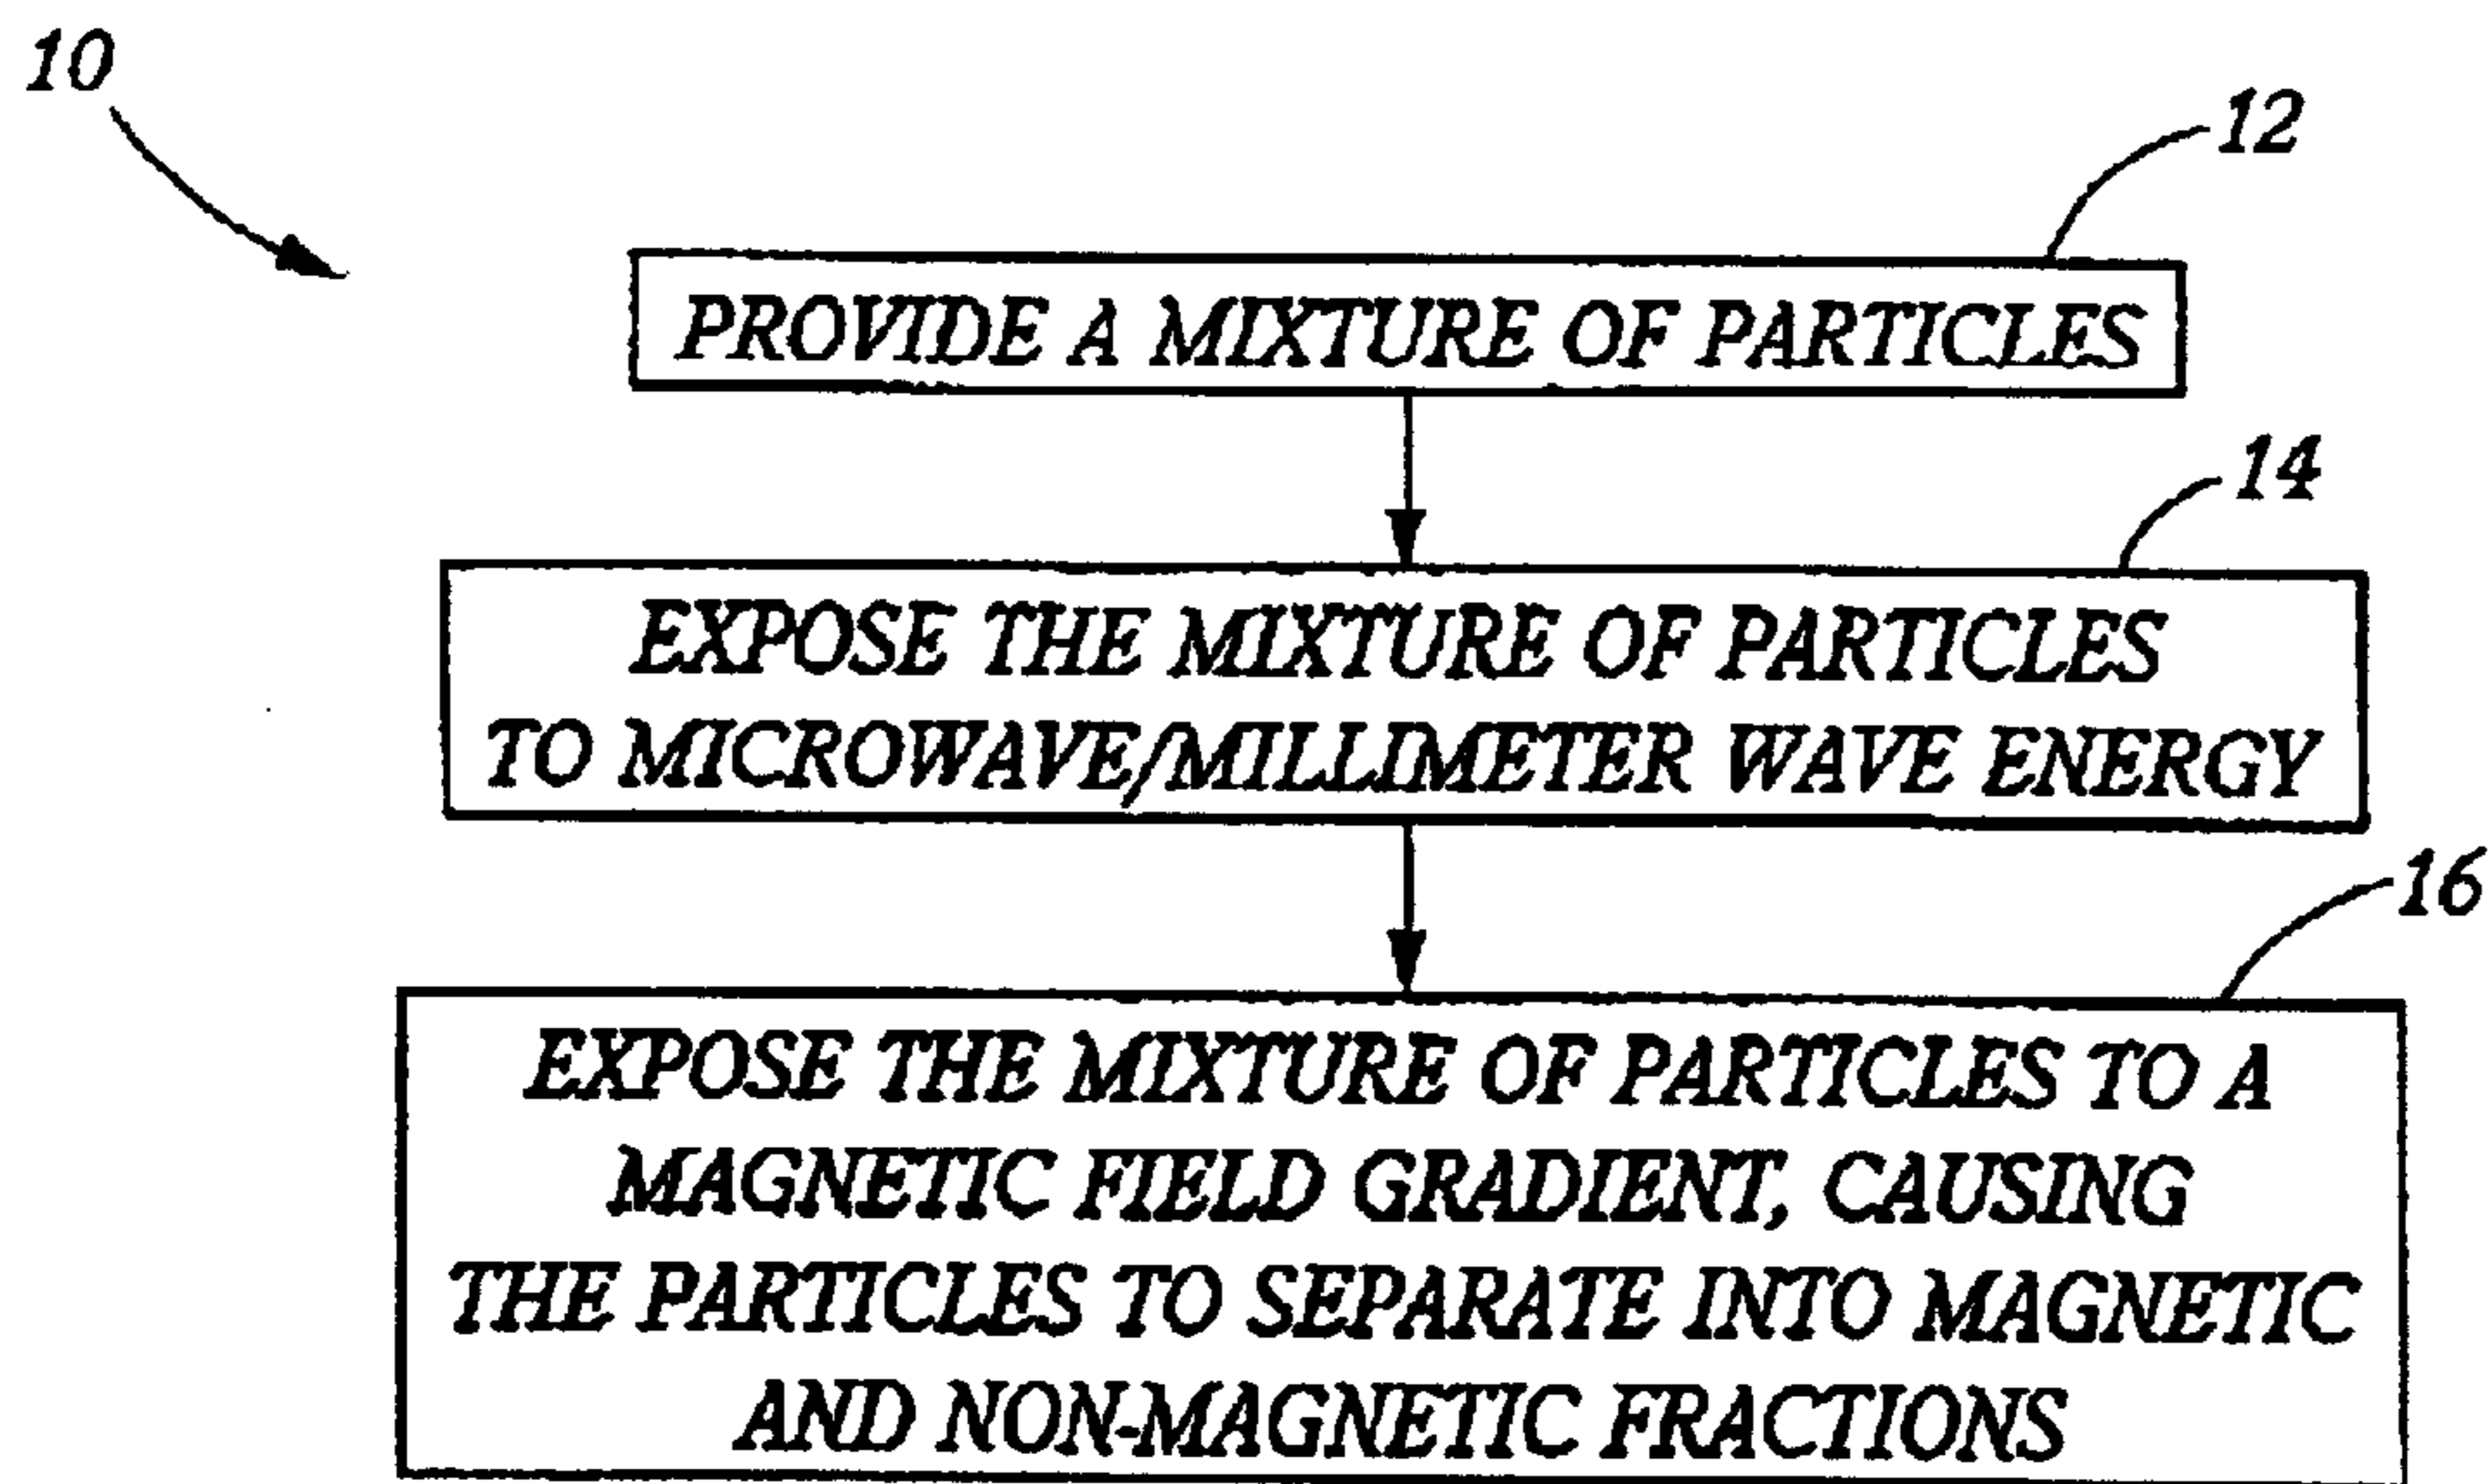 10
12
PROVIDE A MIXTURE OF PARTICLES
14
EXPOSE THE MIXTURE OF PARTICLES
TO MICROWAVE/MILLIMETER WAVE ENERGY
16
EXPOSE THE MIXTURE OF PARTICLES TO A
MAGNETIC FIELD GRADIENT, CAUSING
THE PARTICLES TO SEPARATE INTO MAGNETIC
AND NON-MAGNETIC FRACTIONS